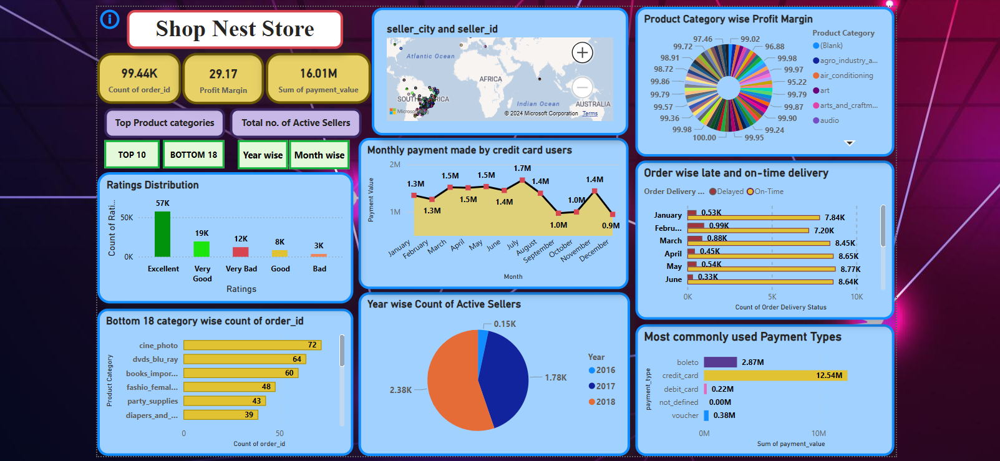 Shop Nest Store
99.44K
Count of order_id
29.17
Profit Margin
16.01M
Sum of payment_value
Top Product categories
Total no. of Active Sellers
TOP 10
BOTTOM 18
Year wise
Month wise
Ratings Distribution
Count of Rati...
50K
0K
57K
19K
12K
8K
3K
Excellent
Very
Good
Very Bad
Good
Bad
Ratings
Bottom 18 category wise count of order_id
Product Category
cine_photo
72
dvds_blu_ray
64
books_impor...
60
fashio_femal...
48
party_supplies
43
diapers_and_...
39
0
50
Count of order_id
seller_city and seller_id
Atlantic Ocean
AFRICA
SOUTH AMERICA
Indian Ocean
AUSTRALIA
© 2024 Microsoft Corporation Terms
Monthly payment made by credit card users
Payment Value
2M
1M
1.3M
1.3M
1.5M
1.5M
1.5M
1.4M
1.7M
1.4M
1.0M
1.0M
1.4M
0.9M
January
February
March
April
May
June
July
August
September
October
November
December
Month
Year wise Count of Active Sellers
0.15K
1.78K
2.38K
Year
2016
2017
2018
Product Category wise Profit Margin
97.46
99.72
98.91
98.72
99.86
99.79
99.57
99.36
99.98
100.00
99.02
96.88
99.98
99.97
95.22
99.79
99.87
99.90
99.24
99.95
Product Category
(Blank)
agro_industry_a...
air_conditioning
art
arts_and_craftm...
audio
Order wise late and on-time delivery
Order Delivery ... Delayed On-Time
January
0.53K
7.84K
Febru...
0.99K
7.20K
March
0.88K
8.45K
April
0.45K
8.65K
May
0.54K
8.77K
June
0.33K
8.64K
0K
5K
10K
Count of Order Delivery Status
Most commonly used Payment Types
payment_type
boleto
2.87M
credit_card
12.54M
debit_card
0.22M
not_defined
0.00M
voucher
0.38M
0M
10M
Sum of payment_value